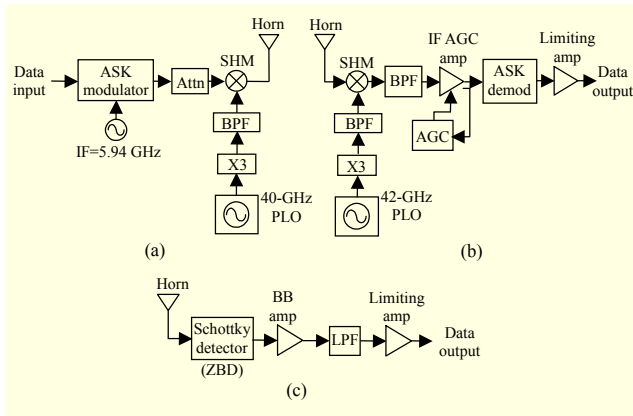 Horn
Data
input
ASK
modulator
Attn
SHM
BPF
X3
IF=5.94 GHz
40-GHz
PLO
(a)
Horn
SHM
BPF
IF AGC
amp
ASK
demod
Limiting
amp
Data
output
AGC
BPF
X3
42-GHz
PLO
(b)
Horn
Schottky
detector
(ZBD)
BB
amp
LPF
Limiting
amp
Data
output
(c)